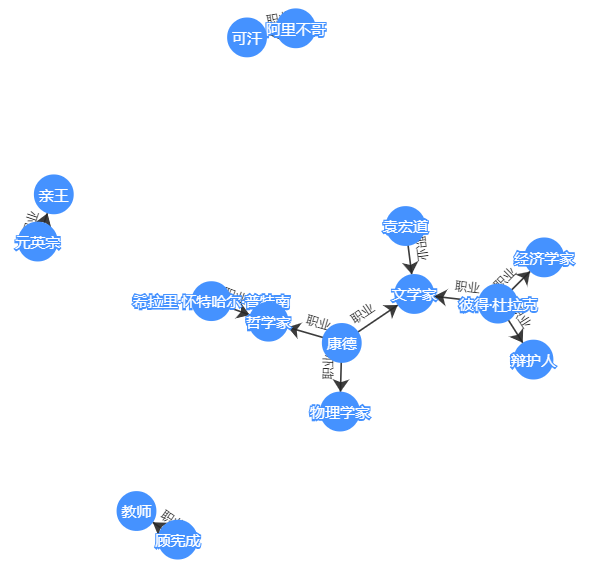 职业
可汗
阿里不哥
亲王
职业
元英宗
袁宏道
职业
经济学家
职业
文学家
职业
彼得·杜拉克
希拉里·怀特哈尔·普特南
职业
哲学家
职业
职业
康德
职业
辩护人
职业
物理学家
教师
职业
顾宪成